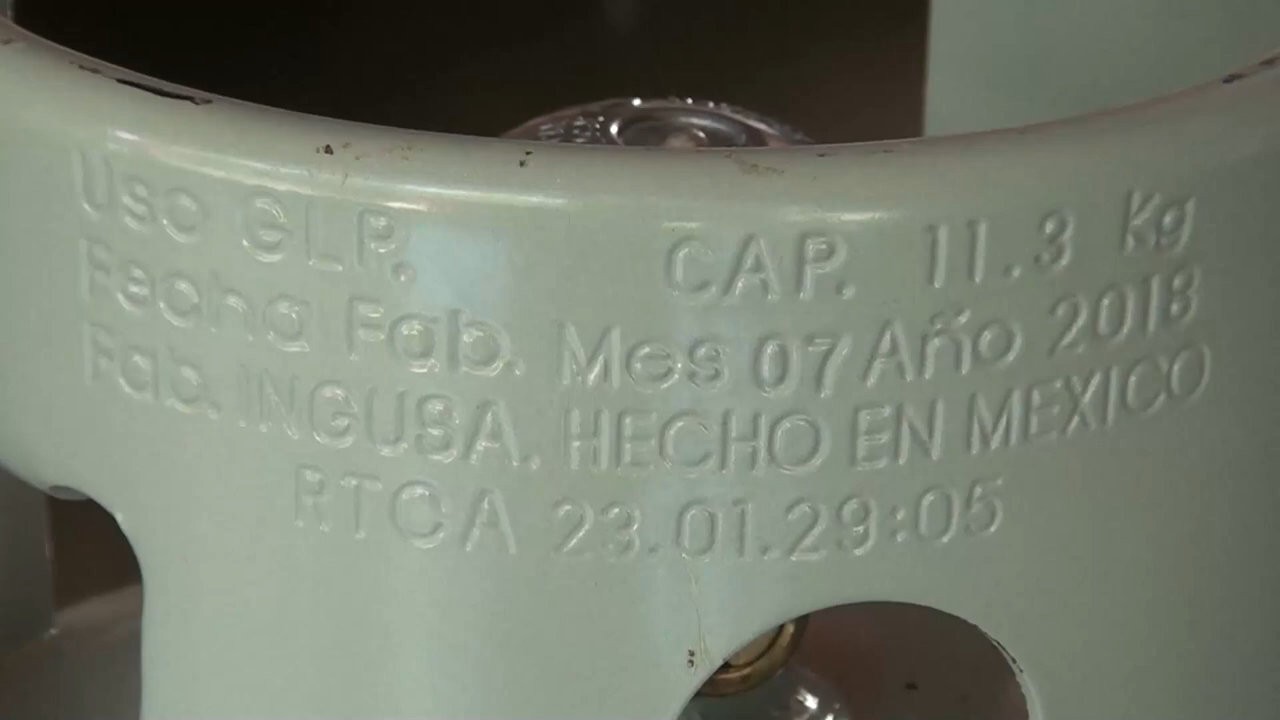 Uso GLP. CAP. 11.3 Kg
Fecha Fab. Mes 07 Año 2018
Fab. INGUSA. HECHO EN MEXICO
RTCA 23.01.29:05